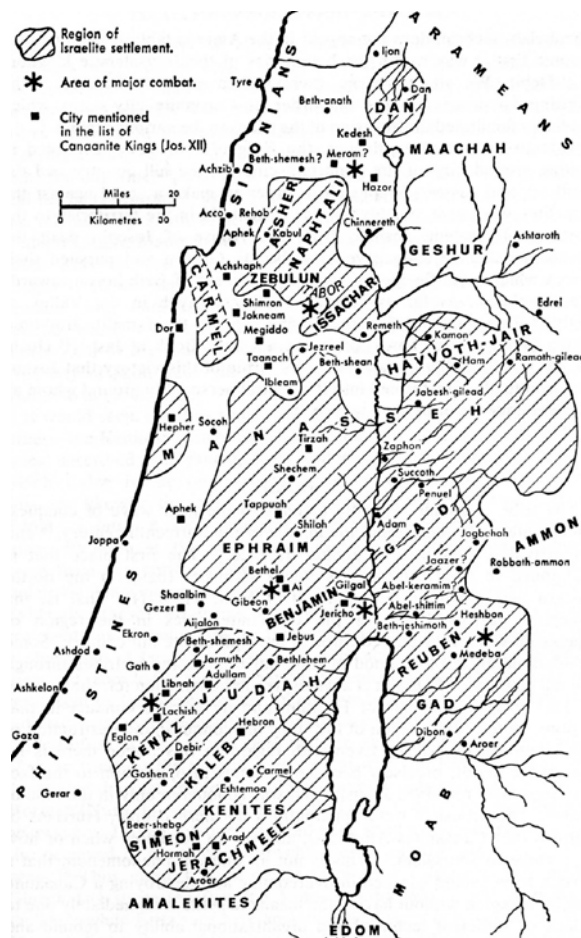 Region of
Israelite settlement.
Area of major combat.
City mentioned
in the list of
Canaanite Kings (Jos. XII)
Miles
20 0 20
30 0 30
Kilometres
ARAMEANS
SIDONIANS
Ijon
Tyre
Dan
DAN
Beth-anath
Kedesh
MAACHAH
Beth-shemesh?
Merom?
Achzib
Hazor
Acco
Rehob
ASHER
NAPHTALI
Chinnereth
Aphek
Kabul
GESHUR
Ashtaroth
Achshaph
ZEBULUN
CARMEL
Shimron
TABOR
ISSACHAR
Jokneam
Edrei
Dor
Megiddo
Remeth
Kamon
HAVVOTH-JAIR
Jezreel
Taanach
Beth-shean
Ham
Ramoth-gilead
Ibleam
Jabesh-gilead
Hepher
Socoh
MANASSEH
Tirzah
Zaphon
Shechem
Succoth
Penuel
Aphek
Tappuah
Adam
GAD
Shiloh
Jogbehah
AMMON
Joppa
EPHRAIM
Jaazer?
Rabbath-ammon
Bethel
Ai
Gilgal
Abel-keramim?
Shaalbim
Gibeon
BENJAMIN
Jericho
Abel-shittim
Gezer
Aijalon
Heshbon
Ekron
Jebus
Beth-jeshimoth
Beth-shemesh
REUBEN
Ashdod
Jarmuth
Bethlehem
Medeba
Gath
Adullam
Ashkelon
Libnah
JUDAH
GAD
PHILISTINES
Lachish
KENAZ
Hebron
Dibon
Gaza
Eglon
Debir
KALEB
Aroer
Goshen?
Carmel
Gerar
Eshtemoa
KENITES
Beer-sheba
SIMEON
Arad
Hormah
JERACHMEEL
MOAB
Aroer
AMALEKITES
EDOM